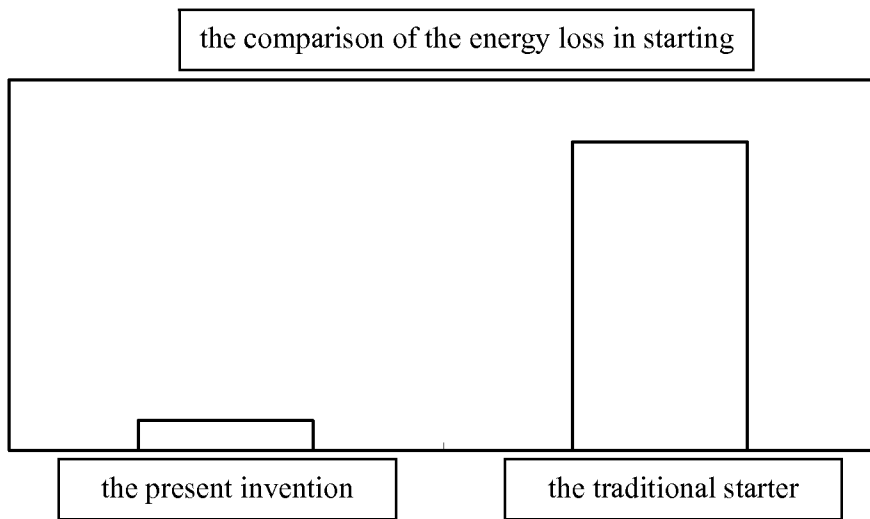 the comparison of the energy loss in starting
the present invention
the traditional starter